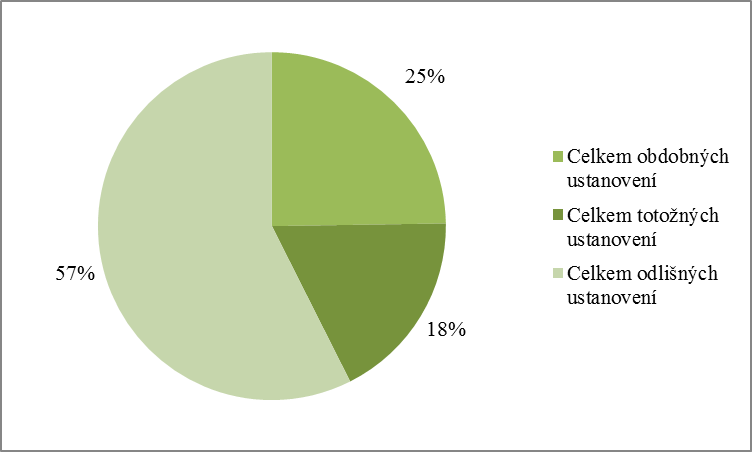 25%
57%
18%
Celkem obdobných
ustanovení
Celkem totožných
ustanovení
Celkem odlišných
ustanovení